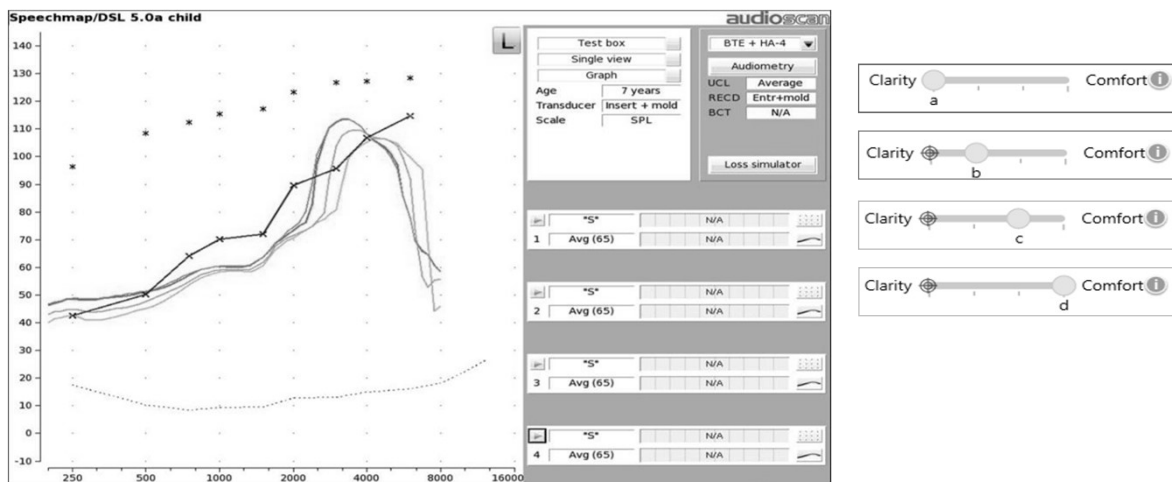 Speechmap/DSL 5.0a child
audioscan
L
140
130
120
110
100
90
80
70
60
50
40
30
20
10
0
-10
250 500 1000 2000 4000 8000 16000
Test box
Single view
Graph
Age 7 years
Transducer Insert + mold
Scale SPL
BTE + HA-4
Audiometry
UCL Average
RECD Entr+mold
BCT N/A
Loss simulator
"S" N/A
1 Avg (65) N/A
"S" N/A
2 Avg (65) N/A
"S" N/A
3 Avg (65) N/A
"S" N/A
4 Avg (65) N/A
Clarity Comfort i
a
Clarity Comfort i
b
Clarity Comfort i
c
Clarity Comfort i
d